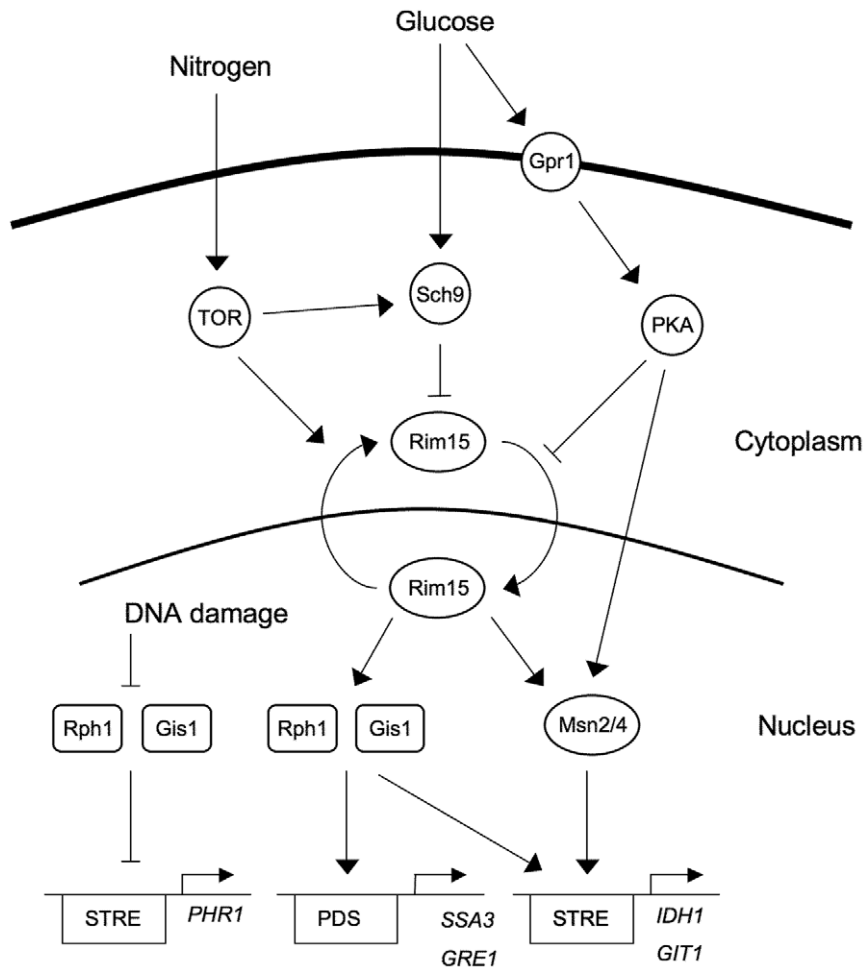 Glucose
Nitrogen
Gpr1
Sch9
TOR
PKA
Rim15
Cytoplasm
Rim15
DNA damage
Rph1 Gis1 Rph1 Gis1 Msn2/4 Nucleus
STRE PHR1 PDS SSA3 STRE IDH1
GRE1 GIT1